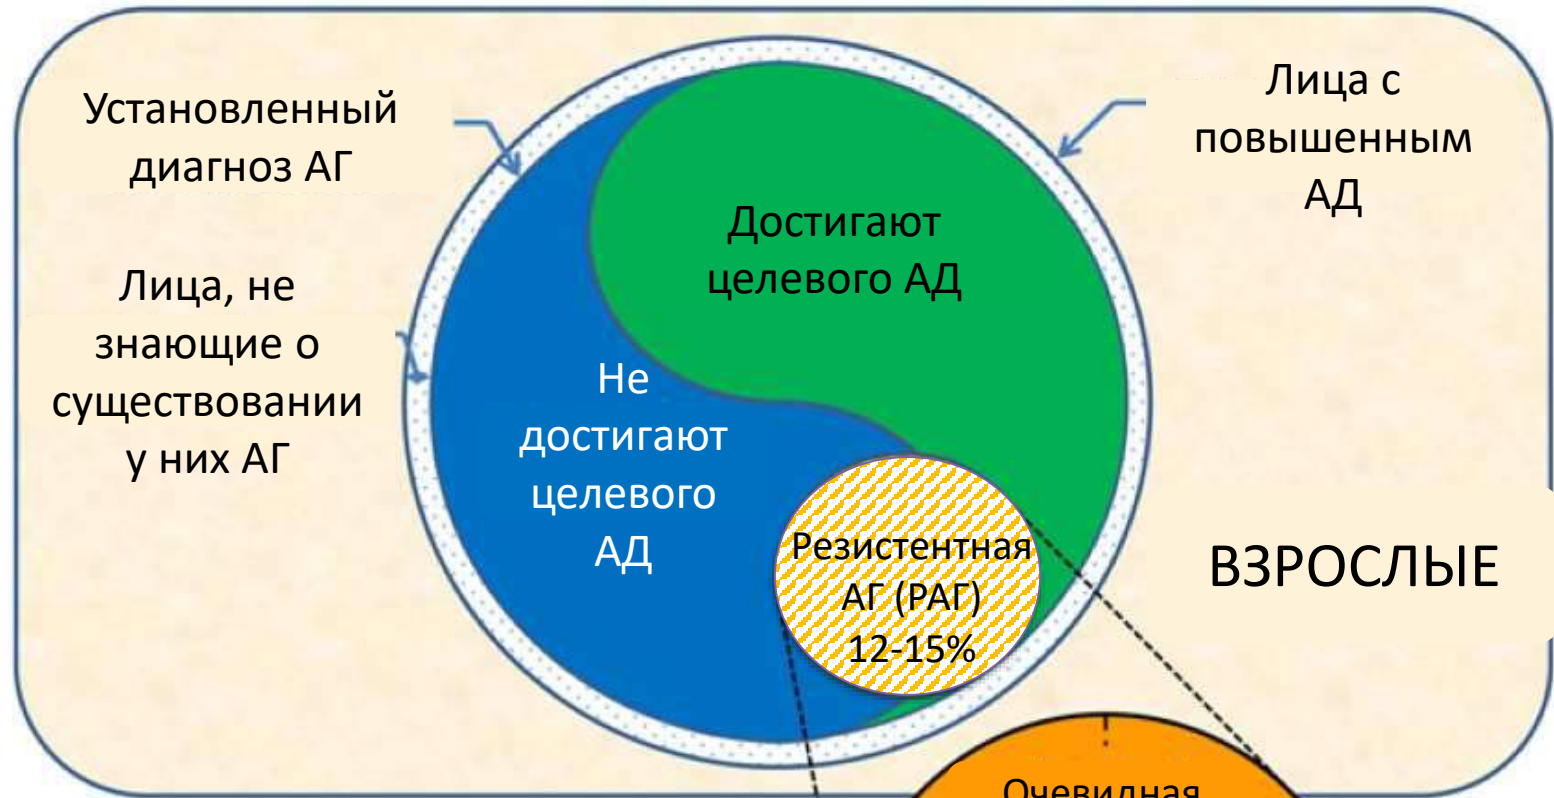 Установленный
диагноз АГ
Лица, не
знающие о
существовании
у них АГ
Лица с
повышенным
АД
Достигают
целевого АД
Не
достигают
целевого
АД
Резистентная
АГ (РАГ)
12-15%
ВЗРОСЛЫЕ
Очевидная